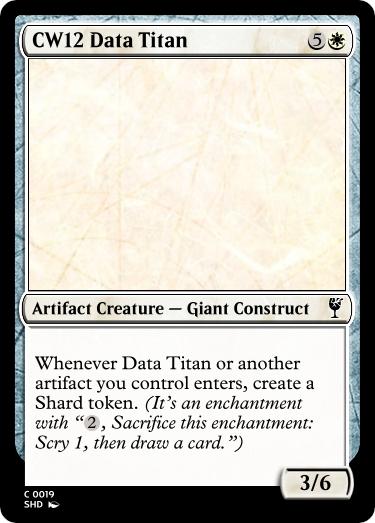 CW12 Data Titan 5
Artifact Creature — Giant Construct
Whenever Data Titan or another
artifact you control enters, create a
Shard token. (It's an enchantment
with “2, Sacrifice this enchantment:
Scry 1, then draw a card.”)
3/6
C 0019
SHD